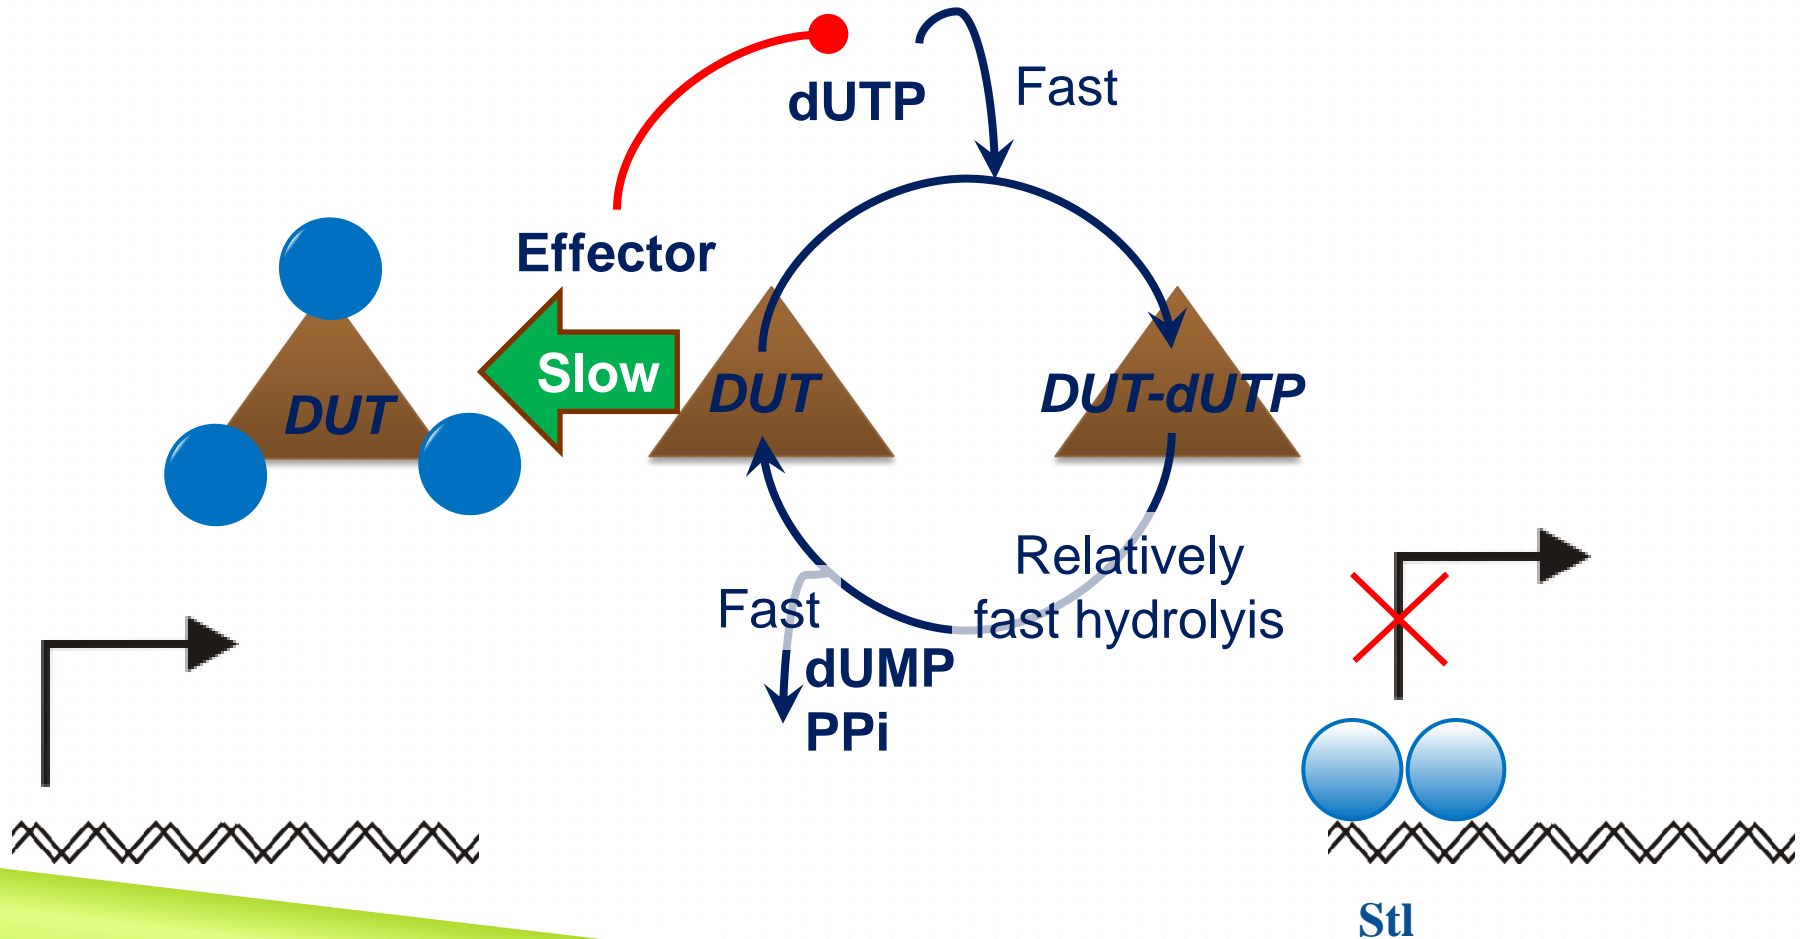 dUTP
Fast
Effector
Slow
DUT
DUT
DUT-dUTP
Relatively
fast hydrolyis
Fast
dUMP
PPi
Stl